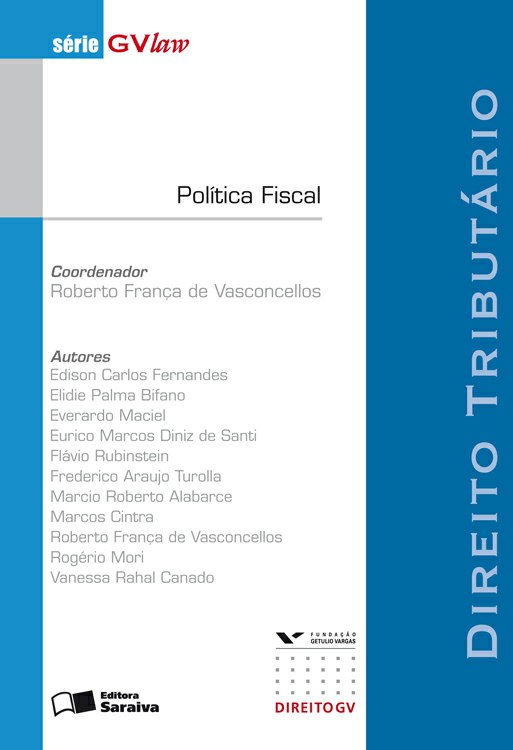 série GVlaw
Política Fiscal
Coordenador
Roberto França de Vasconcellos
Autores
Edison Carlos Fernandes
Elidie Palma Bifano
Everardo Maciel
Eurico Marcos Diniz de Santi
Flávio Rubinstein
Frederico Araujo Turolla
Marcio Roberto Alabarce
Marcos Cintra
Roberto França de Vasconcellos
Rogério Mori
Vanessa Rahal Canado
DIREITO TRIBUTÁRIO
FUNDAÇÃO
GETULIO VARGAS
DIREITO GV
Editora
Saraiva